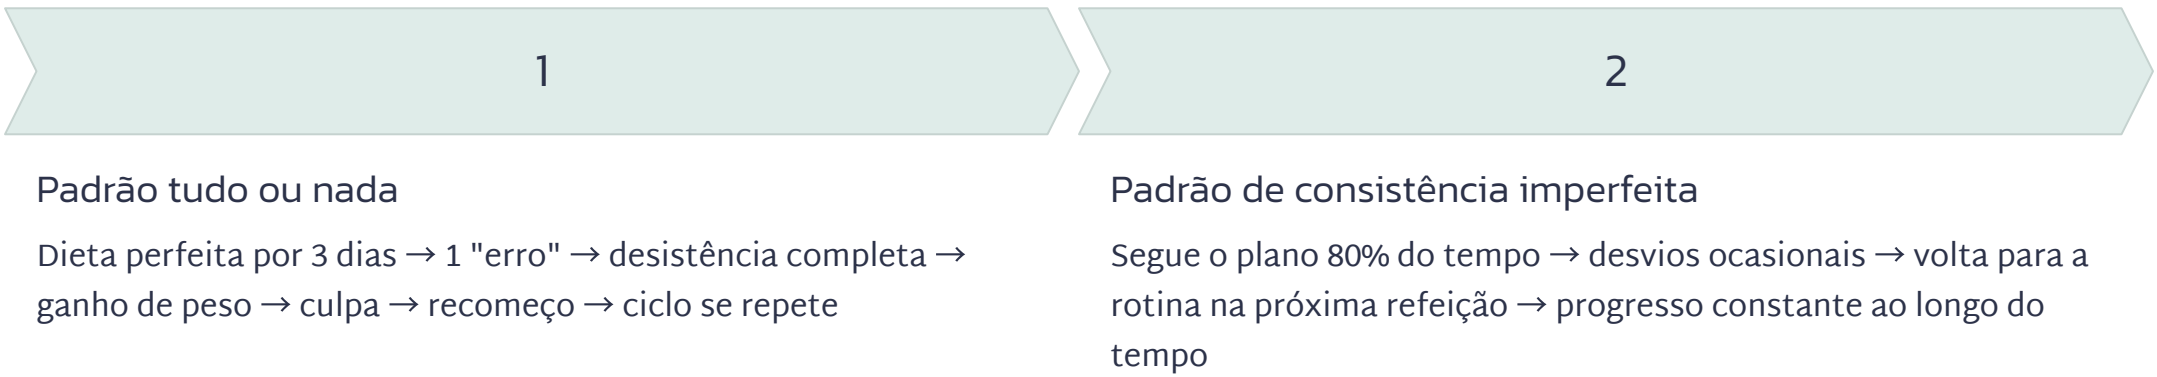 1
Padrão tudo ou nada
Dieta perfeita por 3 dias → 1 "erro" → desistência completa →
ganho de peso → culpa → recomeço → ciclo se repete
2
Padrão de consistência imperfeita
Segue o plano 80% do tempo → desvios ocasionais → volta para a
rotina na próxima refeição → progresso constante ao longo do
tempo